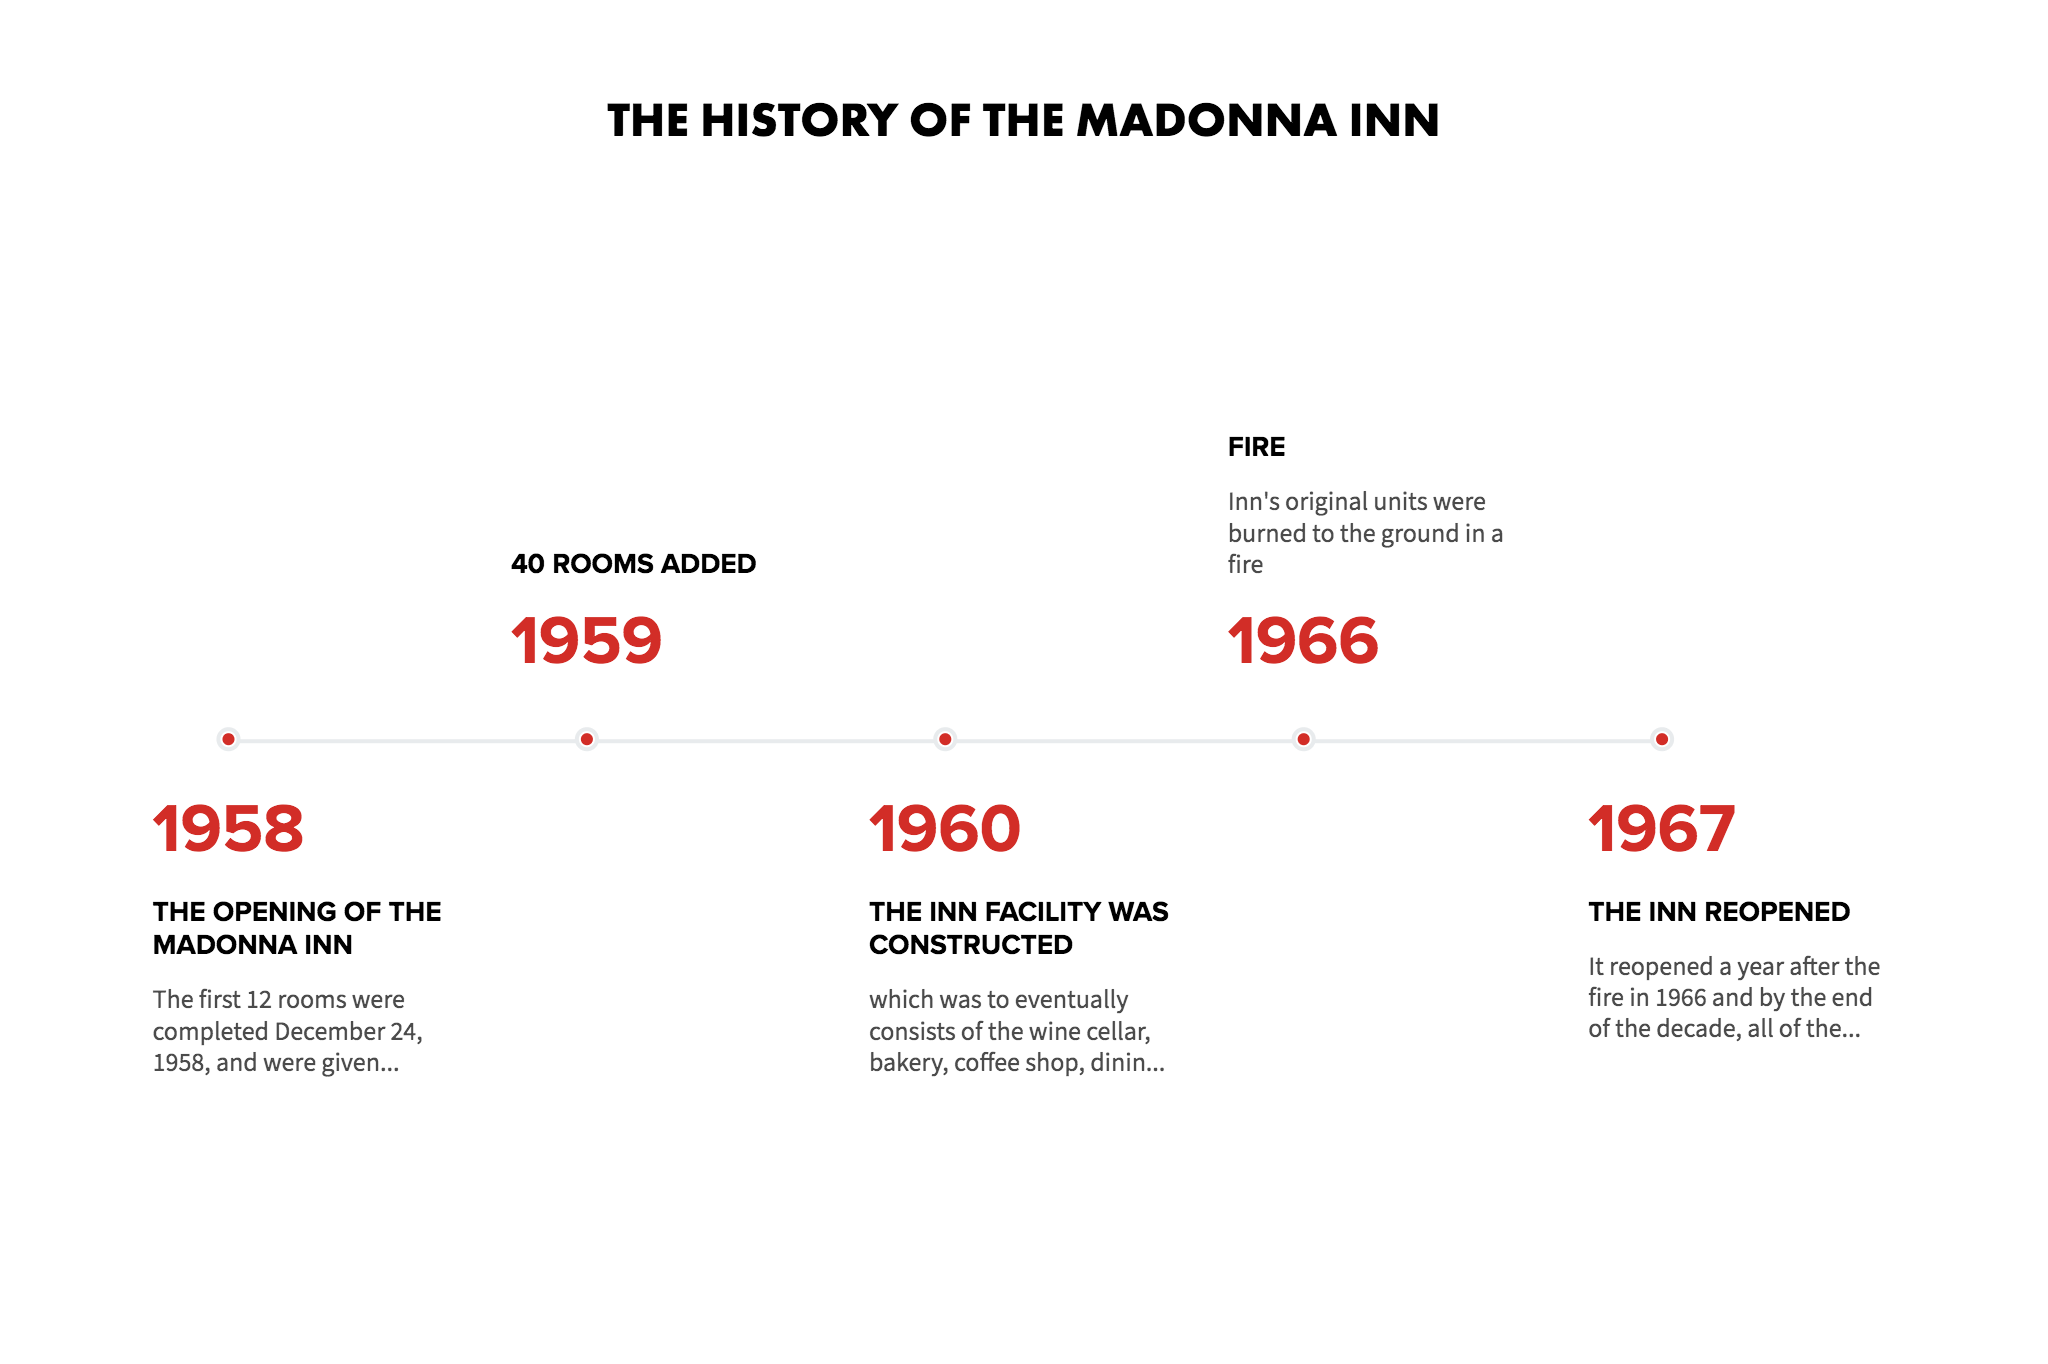 THE HISTORY OF THE MADONNA INN
1958
THE OPENING OF THE
MADONNA INN
The first 12 rooms were
completed December 24,
1958, and were given...
40 ROOMS ADDED
1959
1960
THE INN FACILITY WAS
CONSTRUCTED
which was to eventually
consists of the wine cellar,
bakery, coffee shop, dinin...
FIRE
Inn's original units were
burned to the ground in a
fire
1966
1967
THE INN REOPENED
It reopened a year after the
fire in 1966 and by the end
of the decade, all of the...